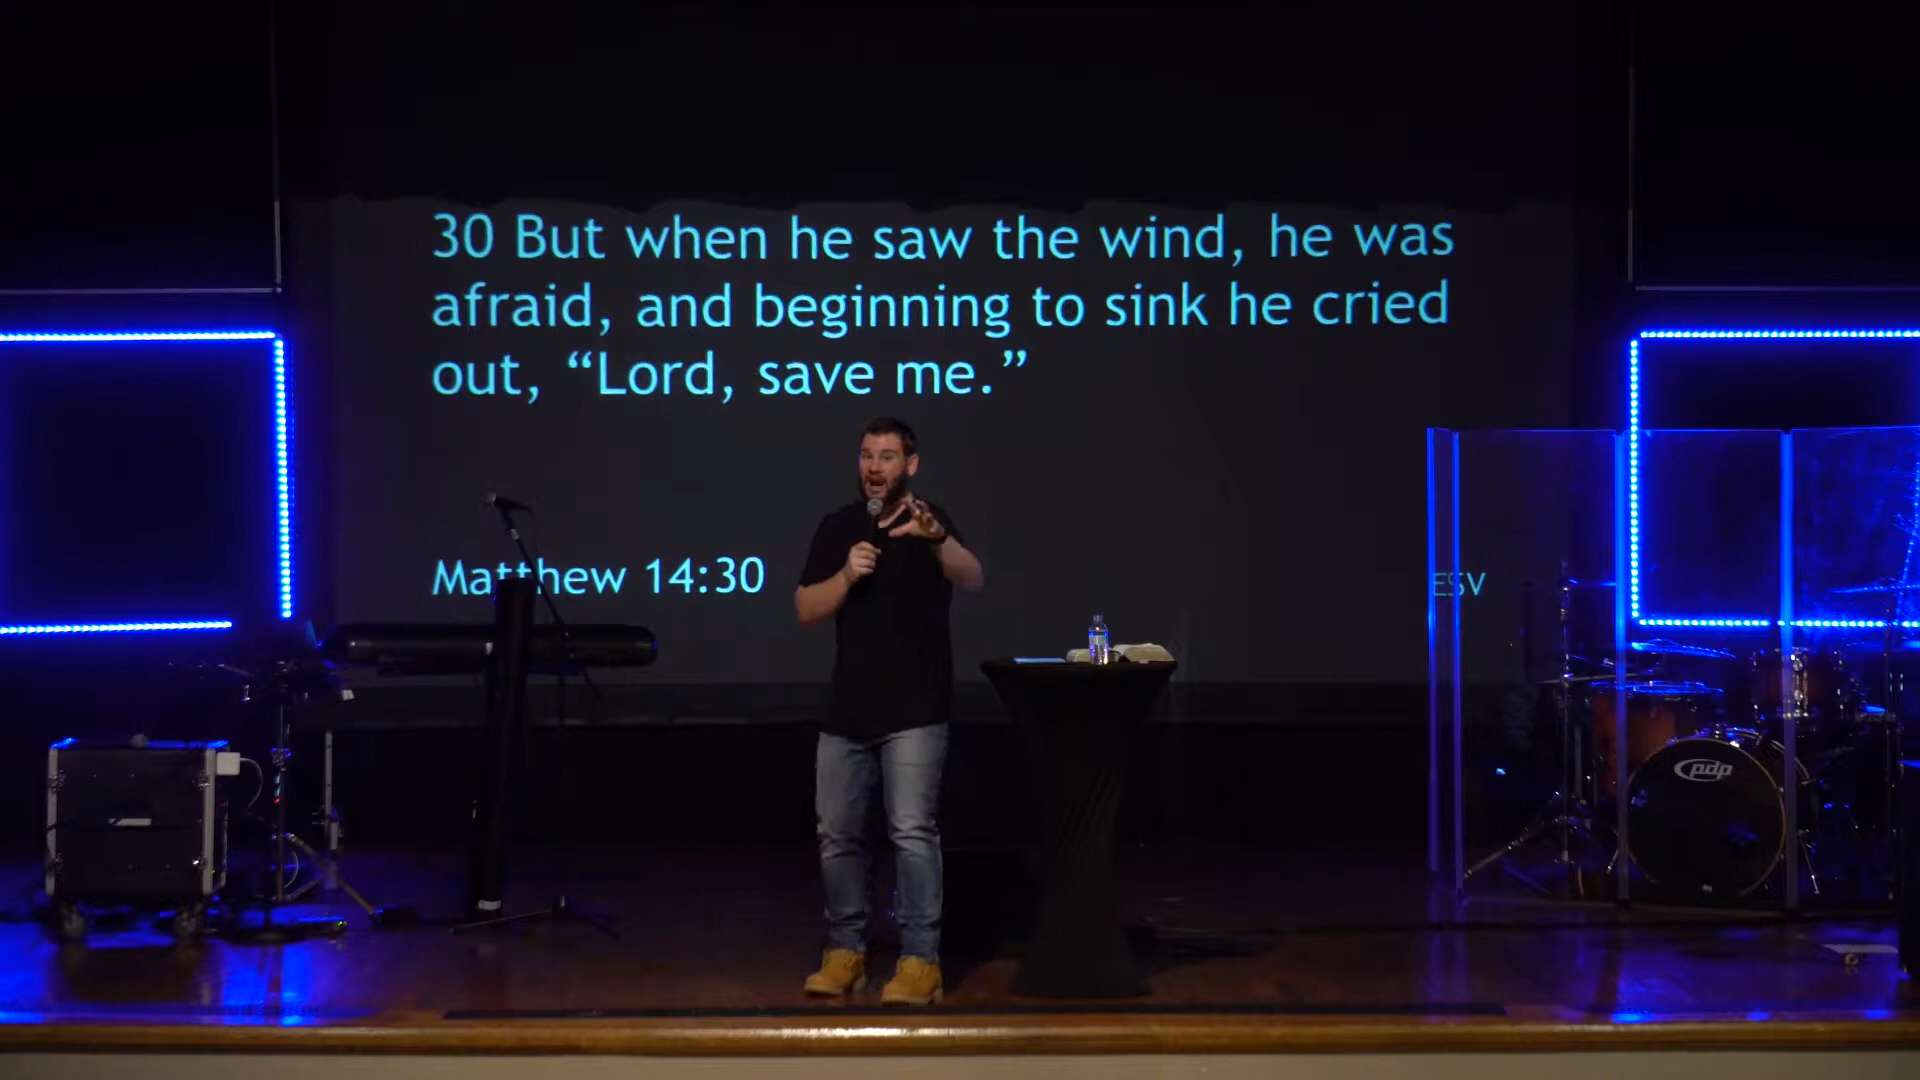 30 But when he saw the wind, he was
afraid, and beginning to sink he cried
out, “Lord, save me.”
Matthew 14:30
ESV
pdp